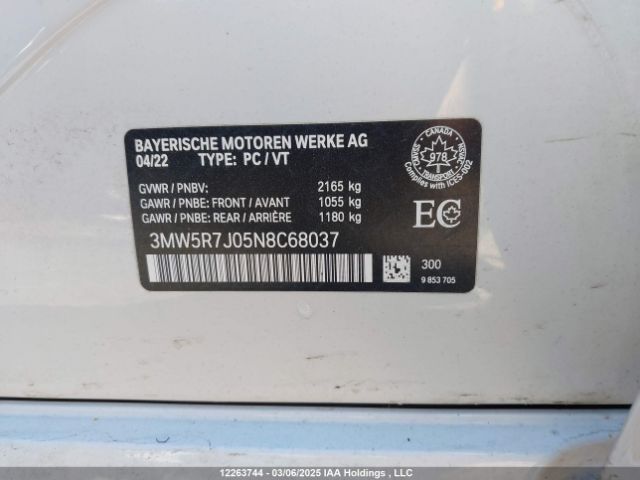 BAYERISCHE MOTOREN WERKE AG
04/22 TYPE: PC / VT
GVWR / PNBV: 2165 kg
GAWR / PNBE: FRONT / AVANT 1055 kg
GAWR / PNBE: REAR / ARRIÈRE 1180 kg
3MW5R7J05N8C68037
CANADA
978
TRANSPORT
ICES-002
EC
300
9 853 705
12263744 - 03/06/2025 IAA Holdings , LLC